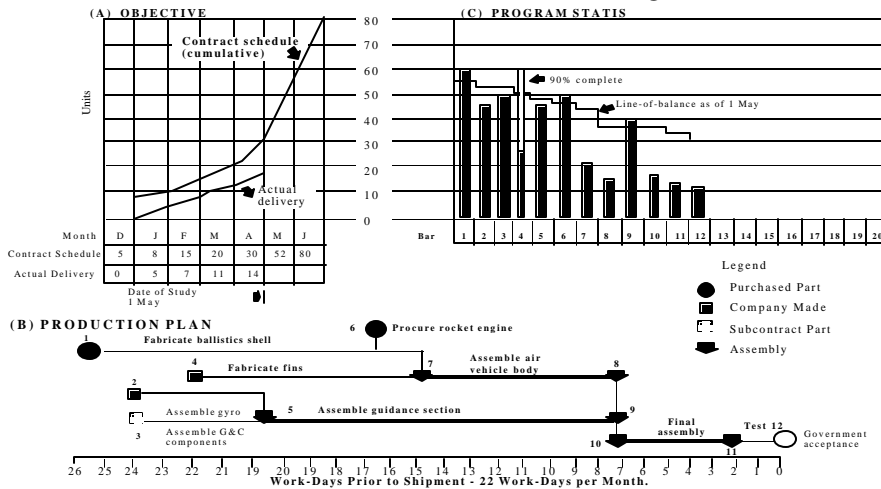 (A) OBJECTIVE
Contract schedule
(cumulative)
Units
Actual
delivery
80
70
60
50
40
30
20
10
0
Month D J F M A M J
Contract Schedule 5 8 15 20 30 52 80
Actual Delivery 0 5 7 11 14
Date of Study
1 May
(C) PROGRAM STATIS
90% complete
Line-of-balance as of 1 May
Bar 1 2 3 4 5 6 7 8 9 10 11 12 13 14 15 16 17 18 19 20
Legend
Purchased Part
Company Made
Subcontract Part
Assembly
(B) PRODUCTION PLAN
1
Fabricate ballistics shell
6 Procure rocket engine
4
Fabricate fins
7
Assemble air
vehicle body
8
2
Assemble gyro
5
Assemble guidance section
9
3
Assemble G&C
components
10
Final
assembly
11
Test 12
Government
acceptance
26 25 24 23 22 21 20 19 18 17 16 15 14 13 12 11 10 9 8 7 6 5 4 3 2 1 0
Work-Days Prior to Shipment - 22 Work-Days per Month.